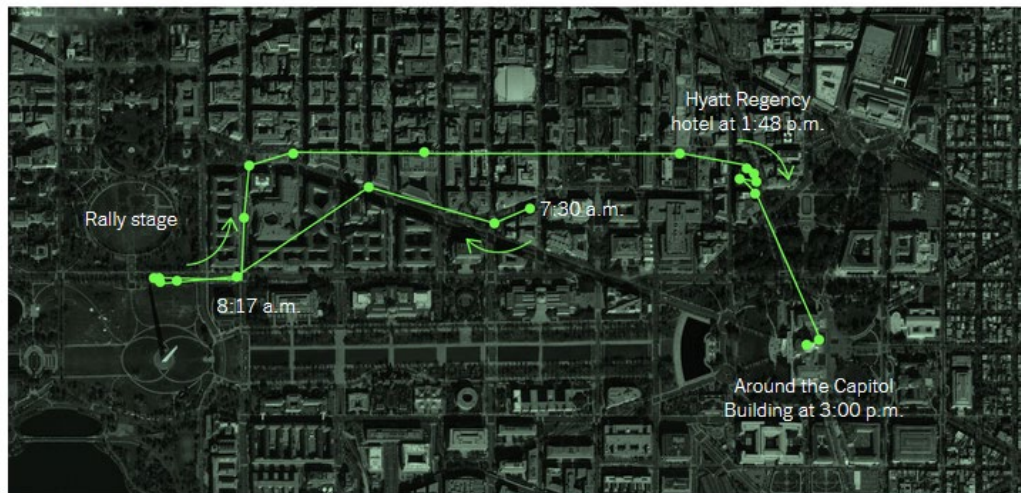 Hyatt Regency
hotel at 1:48 p.m.
Rally stage
7:30 a.m.
8:17 a.m.
Around the Capitol
Building at 3:00 p.m.